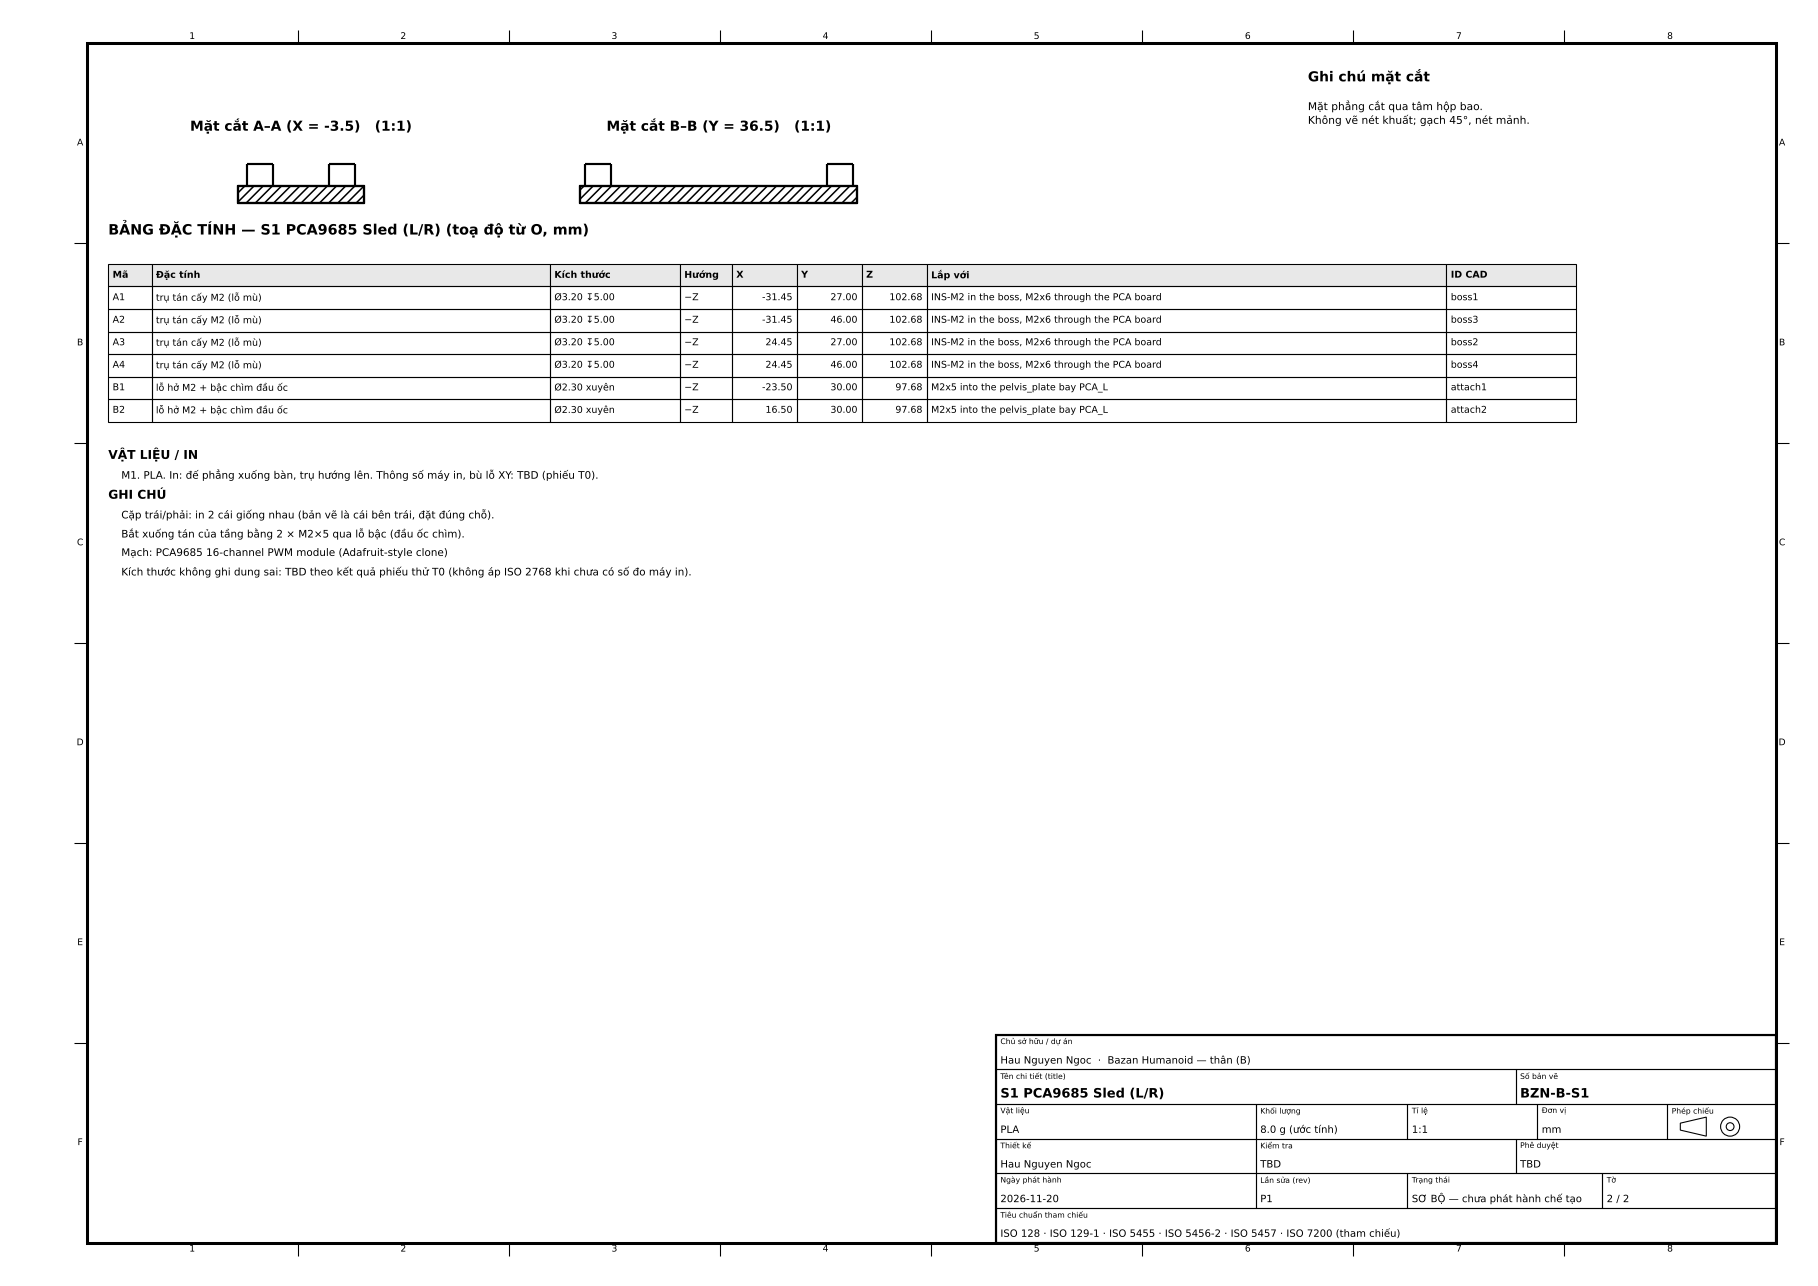 1 2 3 4 5 6 7 8
Ghi chú mặt cắt
Mặt phẳng cắt qua tâm hộp bao.
Không vẽ nét khuất; gạch 45°, nét mảnh.
Mặt cắt A–A (X = -3.5) (1:1)
Mặt cắt B–B (Y = 36.5) (1:1)
A A
BẢNG ĐẶC TÍNH — S1 PCA9685 Sled (L/R) (toạ độ từ O, mm)
Mã Đặc tính Kích thước Hướng X Y Z Lắp với ID CAD
A1 trụ tán cấy M2 (lỗ mù) Ø3.20 ↧5.00 −Z -31.45 27.00 102.68 INS-M2 in the boss, M2x6 through the PCA board boss1
A2 trụ tán cấy M2 (lỗ mù) Ø3.20 ↧5.00 −Z -31.45 46.00 102.68 INS-M2 in the boss, M2x6 through the PCA board boss3
B B
A3 trụ tán cấy M2 (lỗ mù) Ø3.20 ↧5.00 −Z 24.45 27.00 102.68 INS-M2 in the boss, M2x6 through the PCA board boss2
A4 trụ tán cấy M2 (lỗ mù) Ø3.20 ↧5.00 −Z 24.45 46.00 102.68 INS-M2 in the boss, M2x6 through the PCA board boss4
B1 lỗ hở M2 + bậc chìm đầu ốc Ø2.30 xuyên −Z -23.50 30.00 97.68 M2x5 into the pelvis_plate bay PCA_L attach1
B2 lỗ hở M2 + bậc chìm đầu ốc Ø2.30 xuyên −Z 16.50 30.00 97.68 M2x5 into the pelvis_plate bay PCA_L attach2
VẬT LIỆU / IN
M1. PLA. In: đế phẳng xuống bàn, trụ hướng lên. Thông số máy in, bù lỗ XY: TBD (phiếu T0).
GHI CHÚ
Cặp trái/phải: in 2 cái giống nhau (bản vẽ là cái bên trái, đặt đúng chỗ).
Bắt xuống tán của tầng bằng 2 × M2×5 qua lỗ bậc (đầu ốc chìm).
C C
Mạch: PCA9685 16-channel PWM module (Adafruit-style clone)
Kích thước không ghi dung sai: TBD theo kết quả phiếu thử T0 (không áp ISO 2768 khi chưa có số đo máy in).
D D
E E
Chủ sở hữu / dự án
Hau Nguyen Ngoc · Bazan Humanoid — thân (B)
Tên chi tiết (title) Số bản vẽ
S1 PCA9685 Sled (L/R) BZN-B-S1
Vật liệu Khối lượng Tỉ lệ Đơn vị Phép chiếu
PLA 8.0 g (ước tính) 1:1 mm
F F
Thiết kế Kiểm tra Phê duyệt
Hau Nguyen Ngoc TBD TBD
Ngày phát hành Lần sửa (rev) Trạng thái Tờ
2026-11-20 P1 SƠ BỘ — chưa phát hành chế tạo 2 / 2
Tiêu chuẩn tham chiếu
ISO 128 · ISO 129-1 · ISO 5455 · ISO 5456-2 · ISO 5457 · ISO 7200 (tham chiếu)
1 2 3 4 5 6 7 8